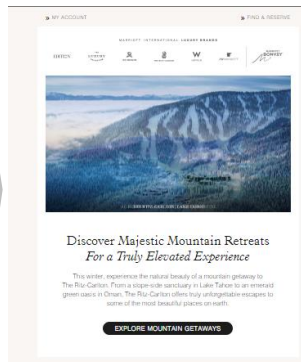 MY ACCOUNT
FIND & RESERVE
MARRIOTT INTERNATIONAL LUXURY BRANDS
EDITION
THE LUXURY
W
BONVOY
Discover Majestic Mountain Retreats
For a Truly Elevated Experience
This winter, experience the natural beauty of a mountain getaway to
The Ritz-Carlton. From a slope-side sanctuary in Lake Tahoe to an emerald
green oasis in Oman, The Ritz-Carlton offers truly unforgettable escapes to
some of the most beautiful places on earth.
EXPLORE MOUNTAIN GETAWAYS